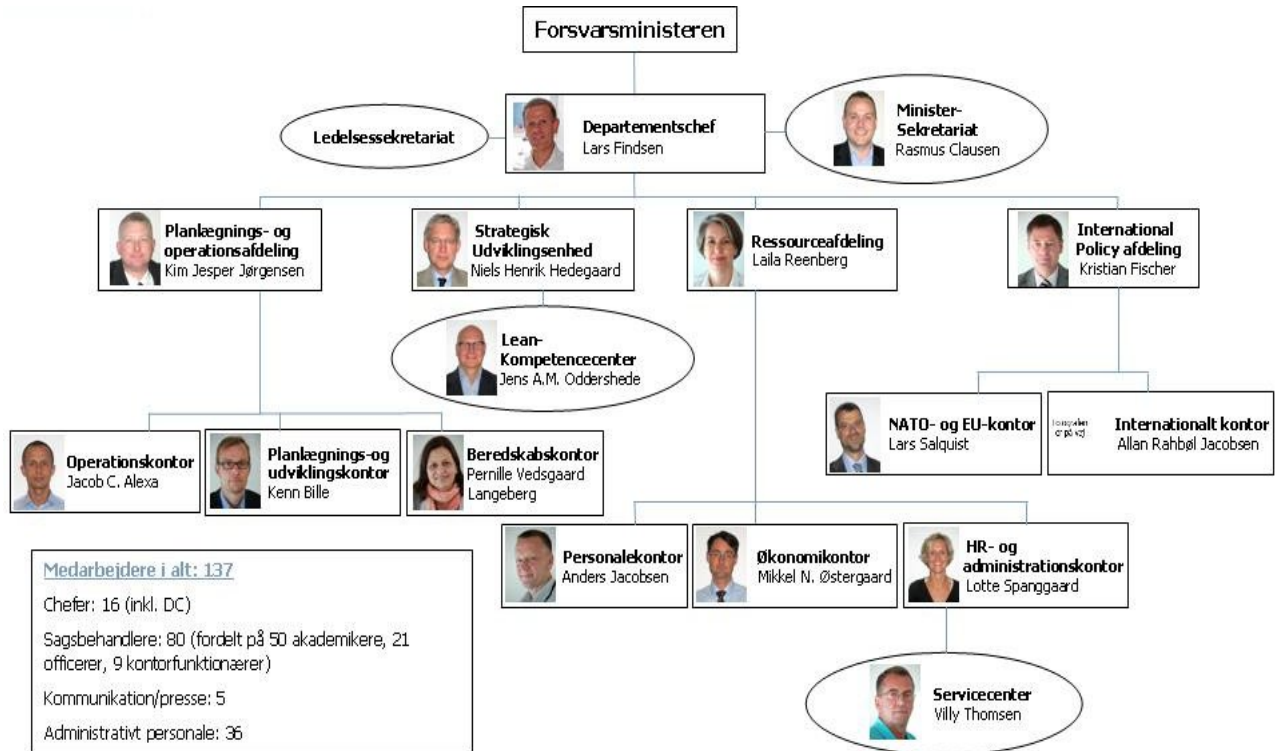 Forsvarsministeren
Ledelsessekretariat
Departementschef
Lars Findsen
Minister-
Sekretariat
Rasmus Clausen
Planlægnings- og
operationsafdeling
Kim Jesper Jørgensen
Strategisk
Udviklingsenhed
Niels Henrik Hedegaard
Ressourceafdeling
Laila Reenberg
International
Policy afdeling
Kristian Fischer
Lean-
Kompetencecenter
Jens A.M. Oddershede
Operationskontor
Jacob C. Alexa
Planlægnings-og
udviklingskontor
Kenn Bille
Beredskabskontor
Pernille Vedsgaard
Langeberg
NATO- og EU-kontor
Lars Salquist
er på vej
Internationalt kontor
Allan Rahbøl Jacobsen
Personalekontor
Anders Jacobsen
Økonomikontor
Mikkel N. Østergaard
HR- og
administrationskontor
Lotte Spanggaard
Servicecenter
Villy Thomsen
Medarbejdere i alt: 137
Chefer: 16 (inkl. DC)
Sagsbehandlere: 80 (fordelt på 50 akademikere, 21
officerer, 9 kontorfunktionærer)
Kommunikation/presse: 5
Administrativt personale: 36